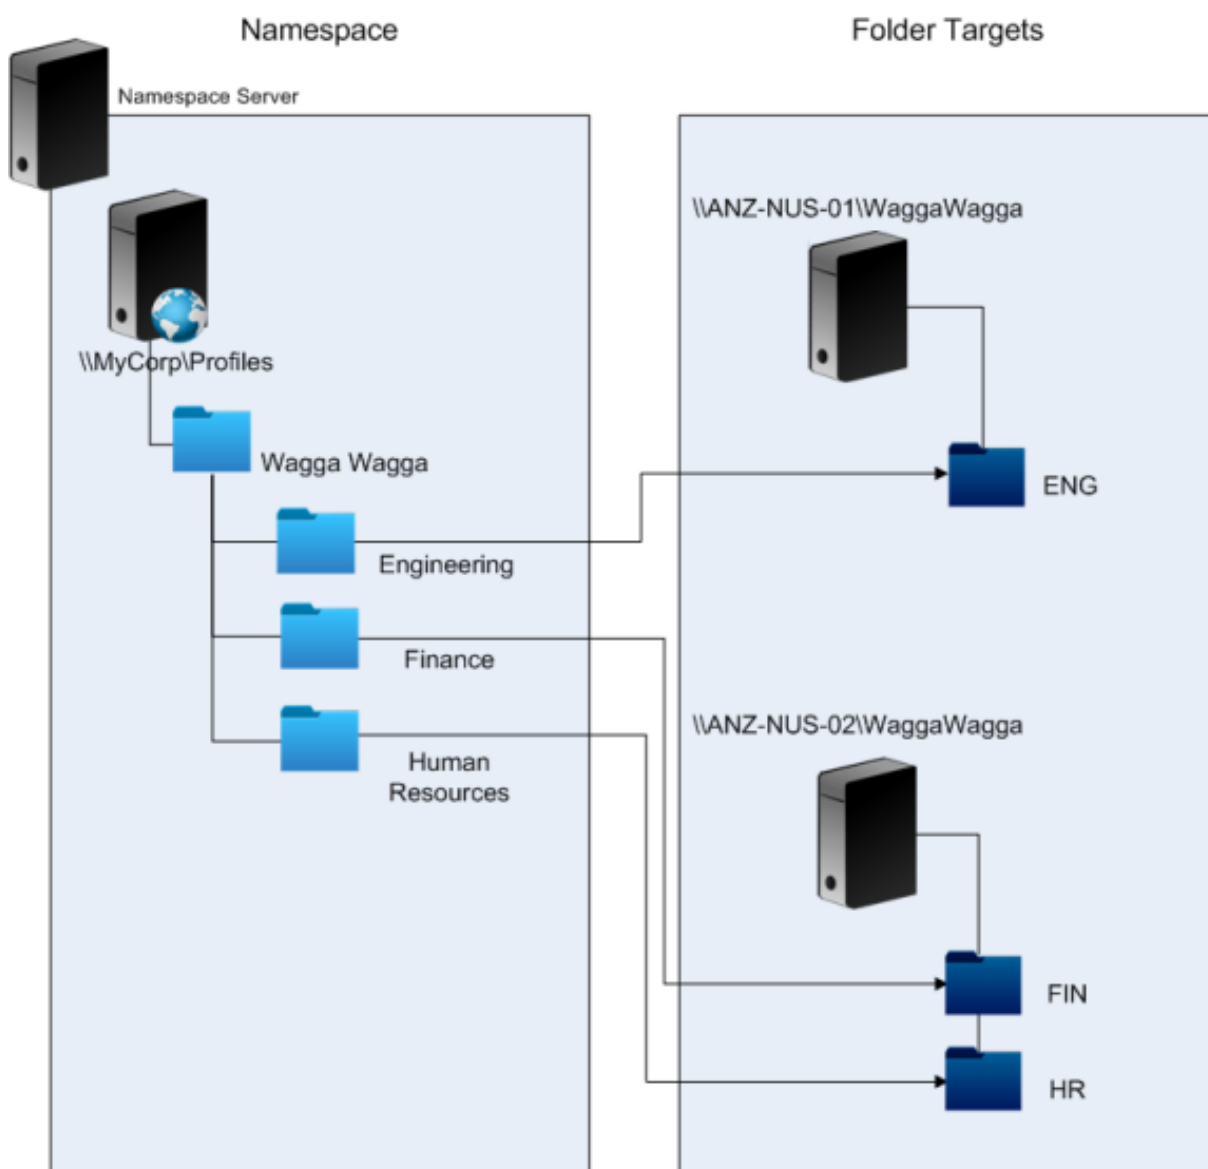 Namespace
Folder Targets
Namespace Server
\\MyCorp\Profiles
Wagga Wagga
Engineering
Finance
Human
Resources
\\ANZ-NUS-01\WaggaWagga
ENG
\\ANZ-NUS-02\WaggaWagga
FIN
HR